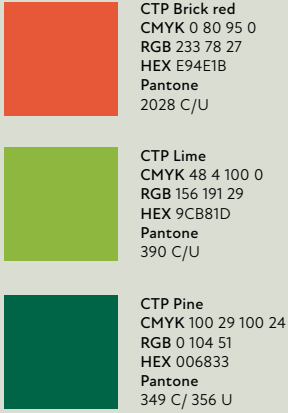 CTP Brick red
CMYK 0 80 95 0
RGB 233 78 27
HEX E94E1B
Pantone
2028 C/U
CTP Lime
CMYK 48 4 100 0
RGB 156 191 29
HEX 9CB81D
Pantone
390 C/U
CTP Pine
CMYK 100 29 100 24
RGB 0 104 51
HEX 006833
Pantone
349 C/ 356 U